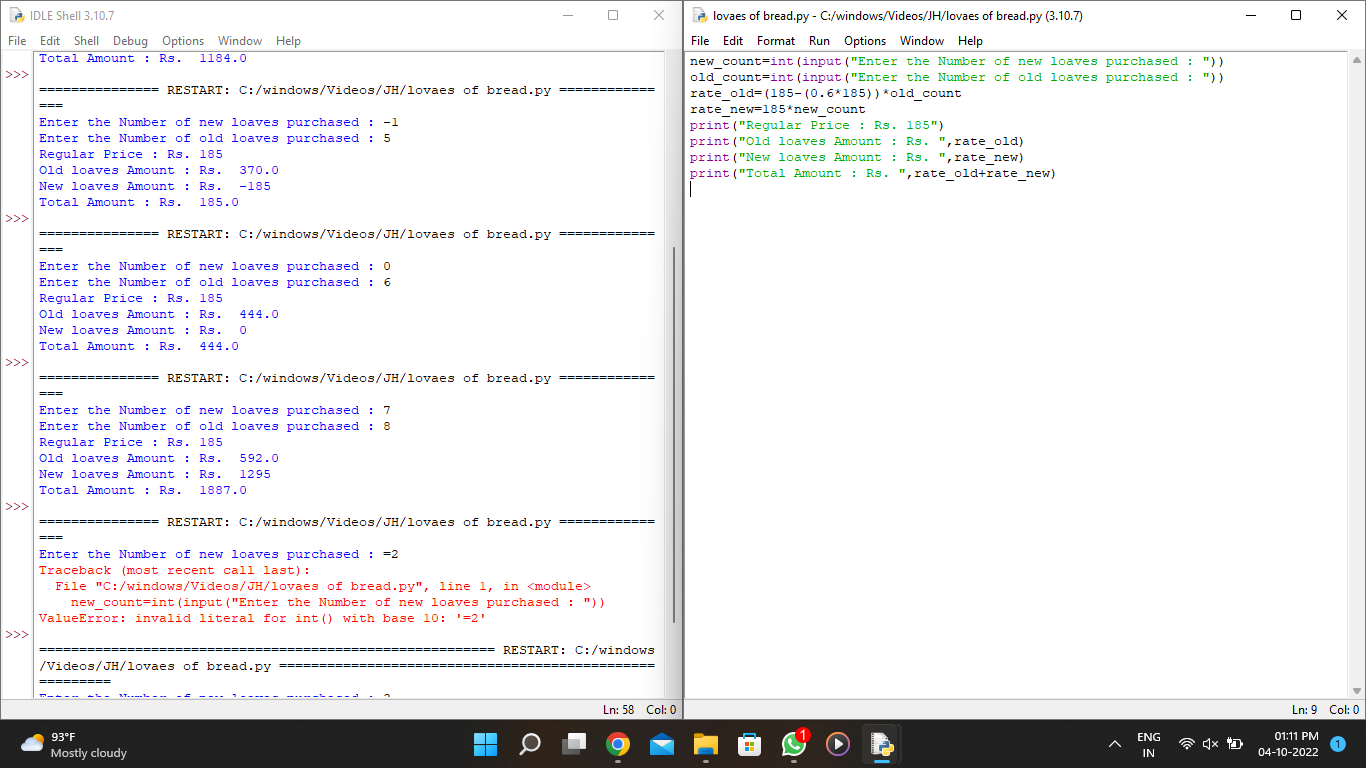 IDLE Shell 3.10.7
File Edit Shell Debug Options Window Help
Total Amount : Rs.  1184.0
>>>
=============== RESTART: C:/windows/Videos/JH/lovaes of bread.py ============
===
Enter the Number of new loaves purchased : -1
Enter the Number of old loaves purchased : 5
Regular Price : Rs. 185
Old loaves Amount : Rs.  370.0
New loaves Amount : Rs.  -185
Total Amount : Rs.  185.0
>>>
=============== RESTART: C:/windows/Videos/JH/lovaes of bread.py ============
===
Enter the Number of new loaves purchased : 0
Enter the Number of old loaves purchased : 6
Regular Price : Rs. 185
Old loaves Amount : Rs.  444.0
New loaves Amount : Rs.  0
Total Amount : Rs.  444.0
>>>
=============== RESTART: C:/windows/Videos/JH/lovaes of bread.py ============
===
Enter the Number of new loaves purchased : 7
Enter the Number of old loaves purchased : 8
Regular Price : Rs. 185
Old loaves Amount : Rs.  592.0
New loaves Amount : Rs.  1295
Total Amount : Rs.  1887.0
>>>
=============== RESTART: C:/windows/Videos/JH/lovaes of bread.py ============
===
Enter the Number of new loaves purchased : =2
Traceback (most recent call last):
  File "C:/windows/Videos/JH/lovaes of bread.py", line 1, in <module>
    new_count=int(input("Enter the Number of new loaves purchased : "))
ValueError: invalid literal for int() with base 10: '=2'
>>>
========================================================= RESTART: C:/windows
/Videos/JH/lovaes of bread.py ===============================================
=========
Enter the Number of new loaves purchased :
Ln: 58 Col: 0
lovaes of bread.py - C:/windows/Videos/JH/lovaes of bread.py (3.10.7)
File Edit Format Run Options Window Help
new_count=int(input("Enter the Number of new loaves purchased : "))
old_count=int(input("Enter the Number of old loaves purchased : "))
rate_old=(185-(0.6*185))*old_count
rate_new=185*new_count
print("Regular Price : Rs. 185")
print("Old loaves Amount : Rs. ",rate_old)
print("New loaves Amount : Rs. ",rate_new)
print("Total Amount : Rs. ",rate_old+rate_new)
Ln: 9 Col: 0
93°F
Mostly cloudy
1
ENG
IN
01:11 PM
04-10-2022
1